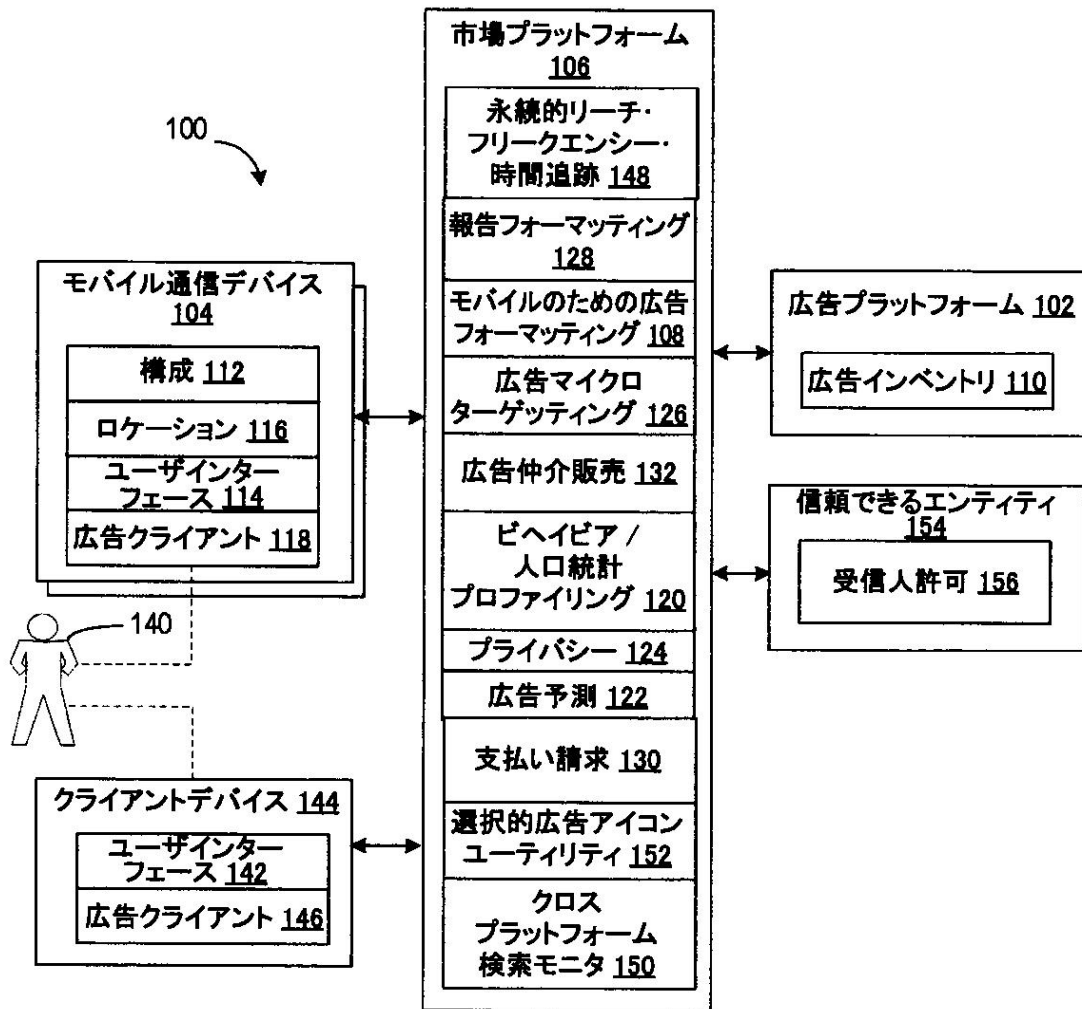 100
モバイル通信デバイス
104
構成 112
ロケーション 116
ユーザインター
フェース 114
広告クライアント 118
140
クライアントデバイス 144
ユーザインター
フェース 142
広告クライアント 146
市場プラットフォーム
106
永続的リーチ・
フリークエンシー・
時間追跡 148
報告フォーマッティング
128
モバイルのための広告
フォーマッティング 108
広告マイクロ
ターゲッティング 126
広告仲介販売 132
ビヘイビア /
人口統計
プロファイリング 120
プライバシー 124
広告予測 122
支払い請求 130
選択的広告アイコン
ユーティリティ 152
クロス
プラットフォーム
検索モニタ 150
広告プラットフォーム 102
広告インベントリ 110
信頼できるエンティティ
154
受信人許可 156